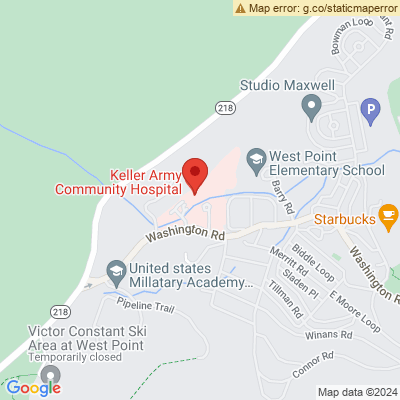 Map error: g.co/staticmaperror
Bowman Loop
Studio Maxwell
218
P
Keller Army
Community Hospital
West Point
Elementary School
Barry Rd
Starbucks
Washington Rd
Washington R
Biddle Loop
Merritt Rd
Sladen Pl
United states
Millatary Academy...
Tillman Rd
E Moore Loop
Pipeline Trail
218
Victor Constant Ski
Area at West Point
Temporarily closed
Winans Rd
Connor Rd
Google
Map data ©2024